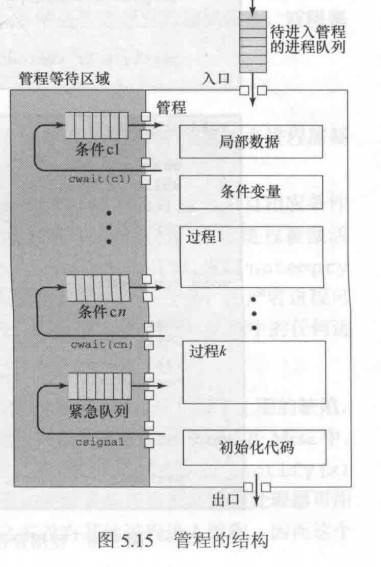 待进入管程
的进程队列
管程等待区域
入口
管程
局部数据
条件c1
cwait(c1)
条件变量
过程1
条件cn
cwait(cn)
过程k
紧急队列
csignal
初始化代码
出口
图 5.15 管程的结构